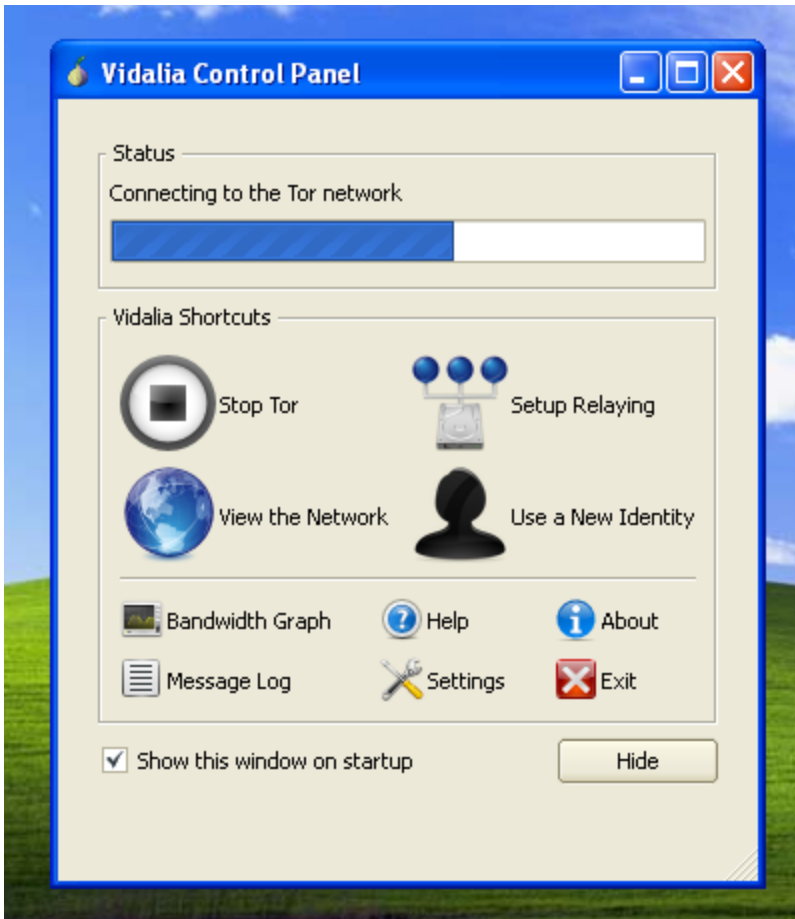 Vidalia Control Panel
Status
Connecting to the Tor network
Vidalia Shortcuts
Stop Tor
Setup Relaying
View the Network
Use a New Identity
Bandwidth Graph
Help
About
Message Log
Settings
Exit
Show this window on startup
Hide